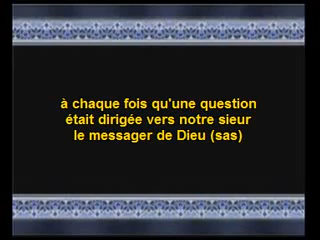 à chaque fois qu'une question
était dirigée vers notre sieur
le messager de Dieu (sas)